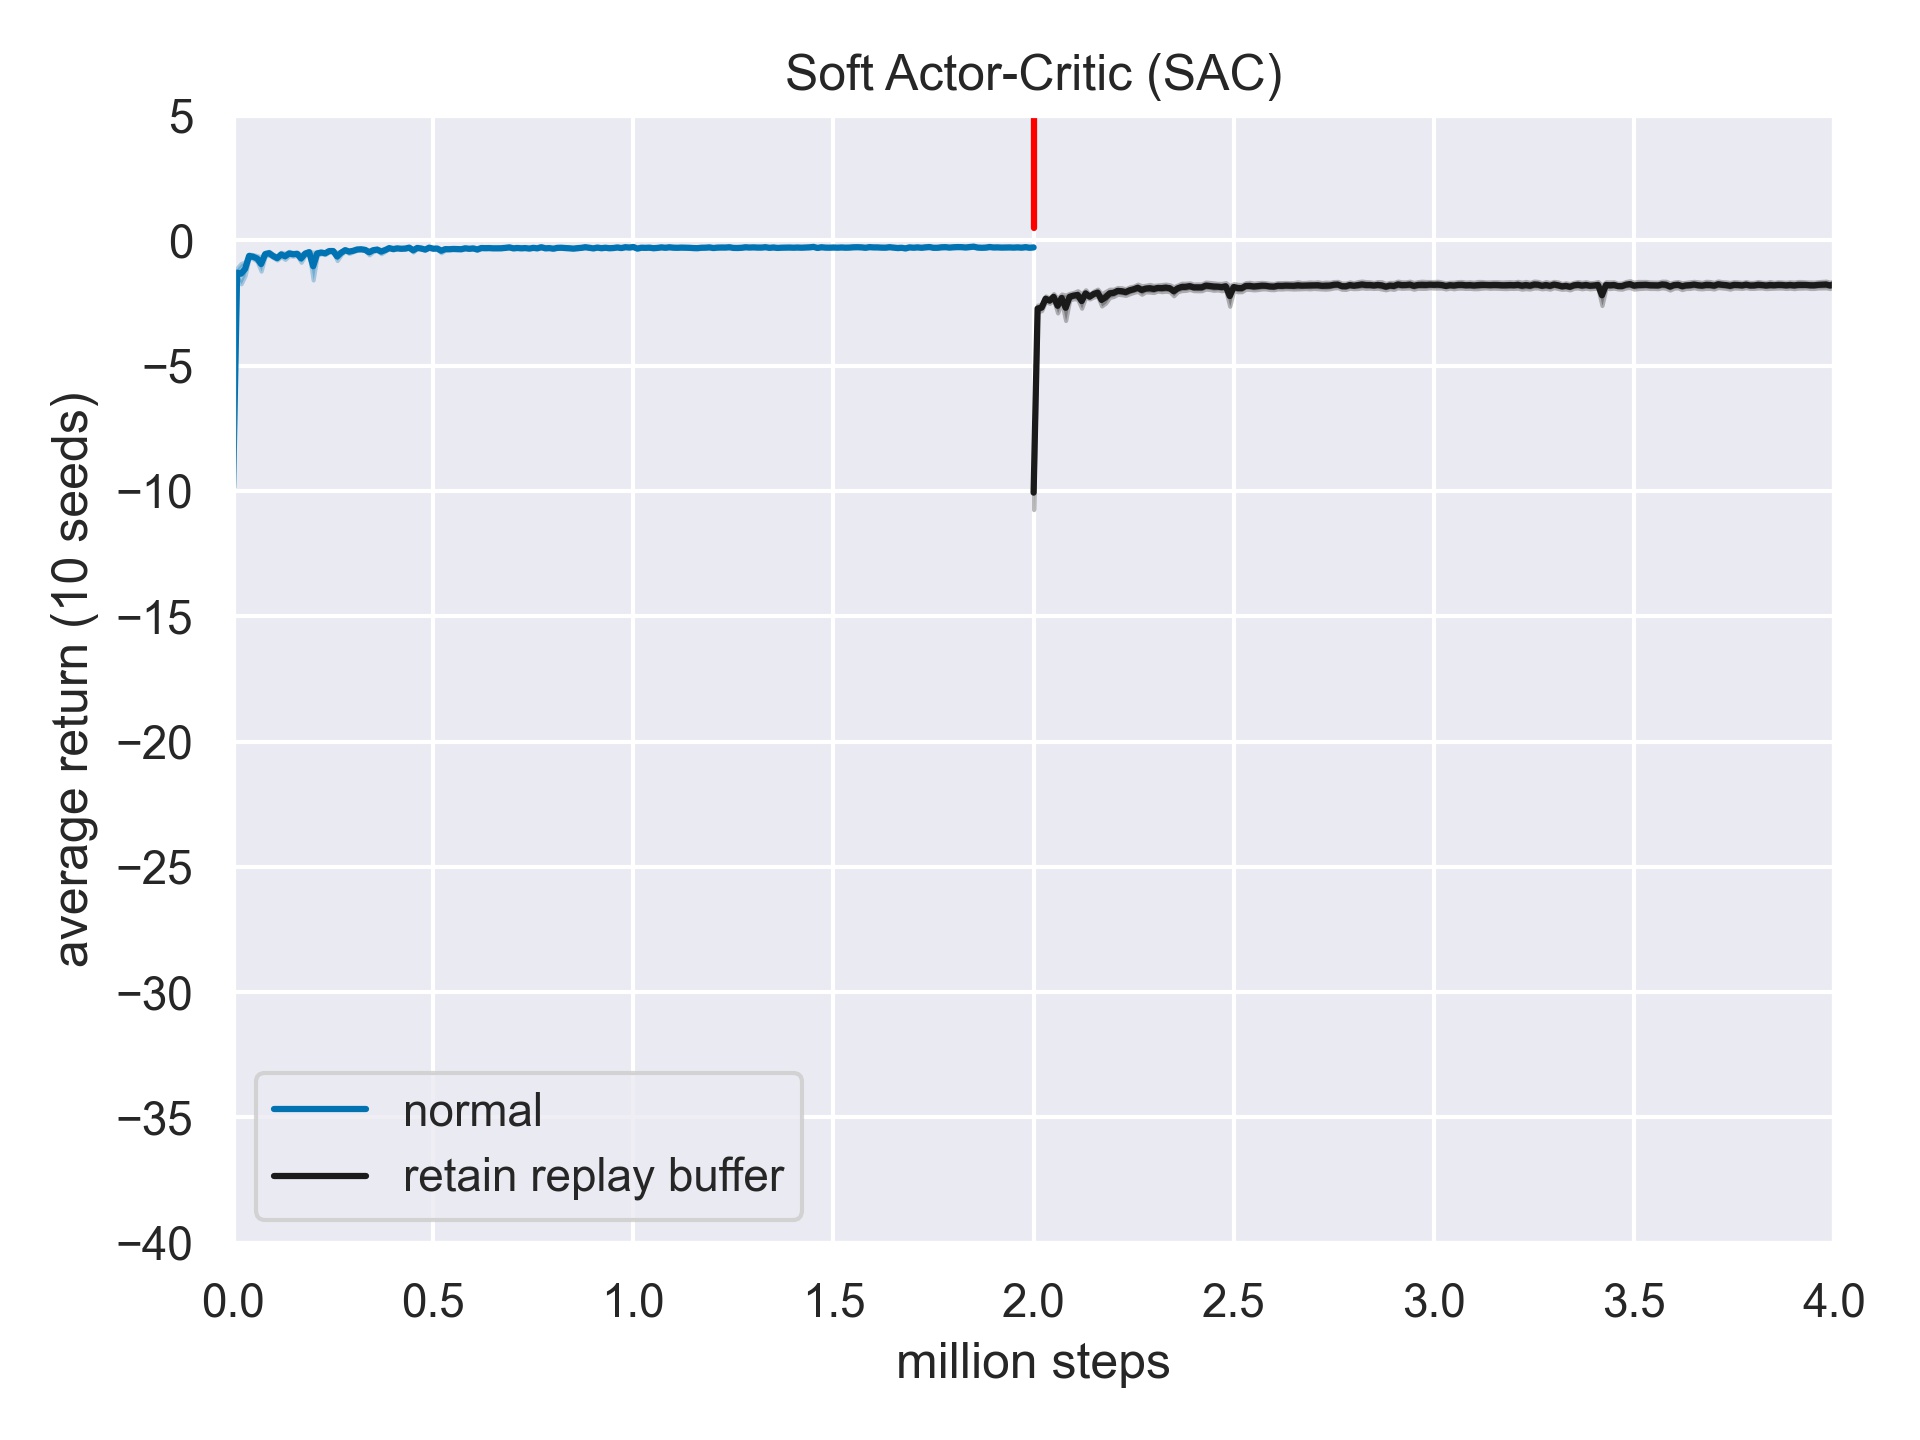 Soft Actor-Critic (SAC)
5
0
−5
−10
−15
−20
−25
−30
−35
−40
average return (10 seeds)
normal
retain replay buffer
0.0 0.5 1.0 1.5 2.0 2.5 3.0 3.5 4.0
million steps